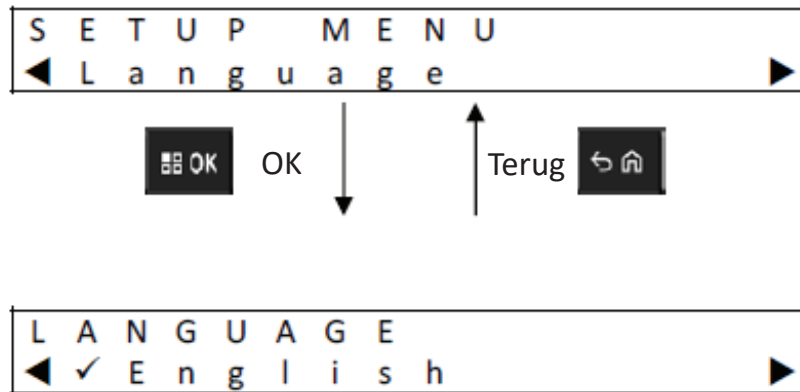 SETUP MENU
◀ Language ▶
OK OK Terug
LANGUAGE
◀ ✓ English ▶